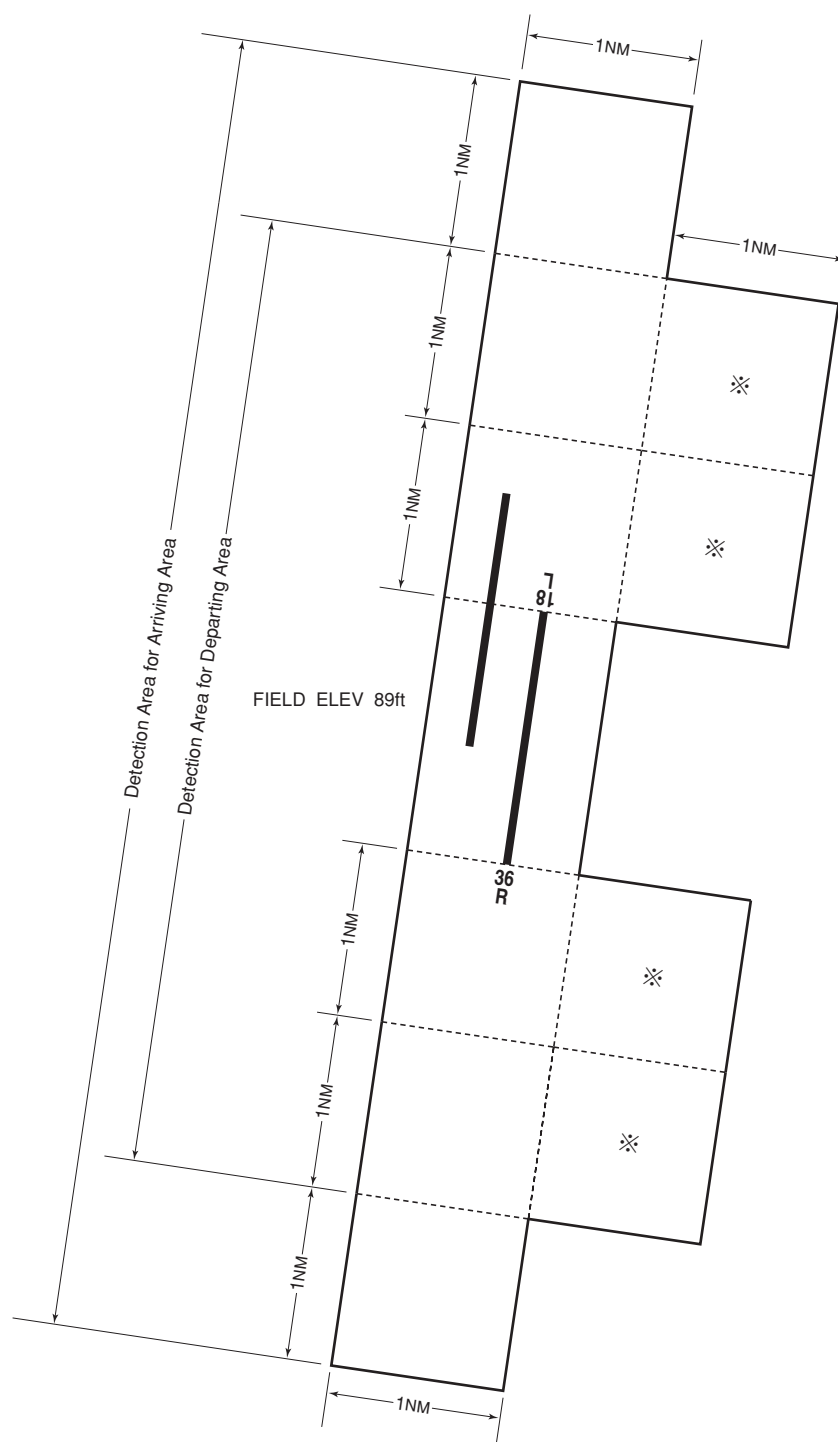 1NM
1NM
1NM
1NM
1NM
※
※
18
L
FIELD ELEV 89ft
Detection Area for Arriving Area
Detection Area for Departing Area
36
R
1NM
※
1NM
※
1NM
1NM